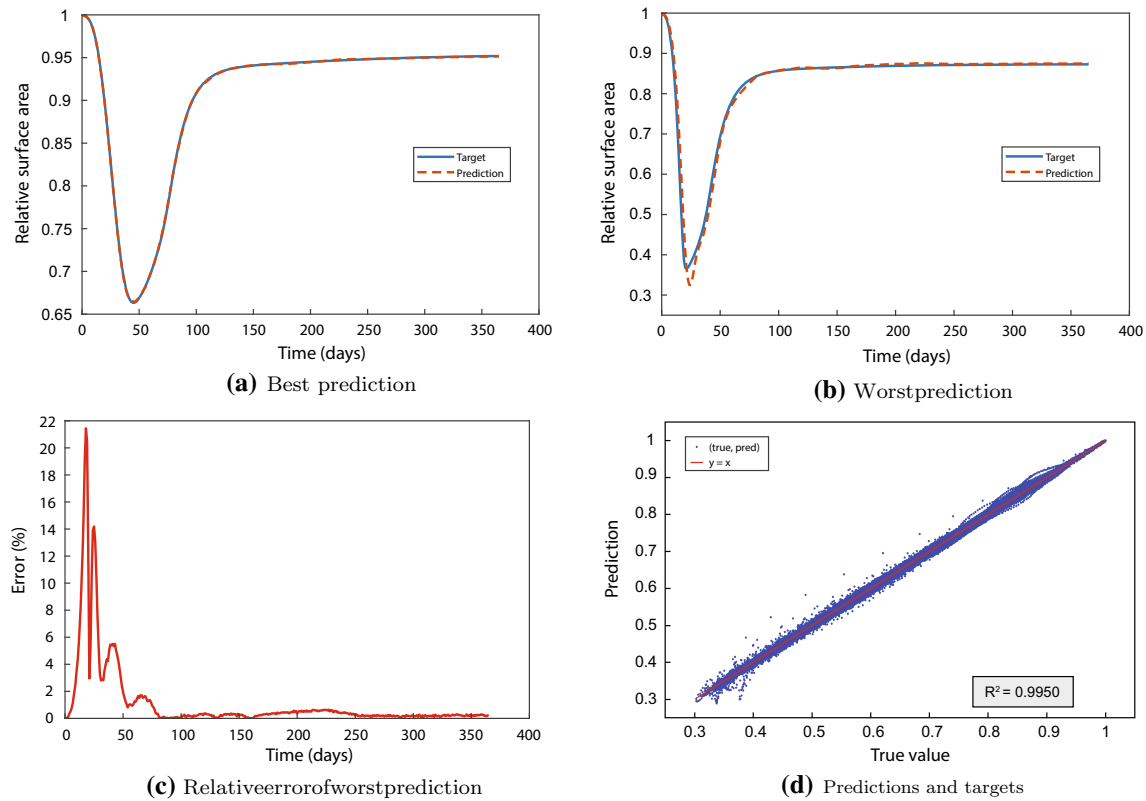 1
0.95
0.9
0.85
0.8
0.75
0.7
0.65
0 50 100 150 200 250 300 350 400
Relative surface area
Time (days)
Target
Prediction
(a) Best prediction
1
0.9
0.8
0.7
0.6
0.5
0.4
0.3
0 50 100 150 200 250 300 350 400
Relative surface area
Time (days)
Target
Prediction
(b) Worstprediction
22
20
18
16
14
12
10
8
6
4
2
0
0 50 100 150 200 250 300 350 400
Error (%)
Time (days)
(c) Relativeerrorofworstprediction
1
0.9
0.8
0.7
0.6
0.5
0.4
0.3
0.3 0.4 0.5 0.6 0.7 0.8 0.9 1
Prediction
True value
(true, pred)
y = x
R² = 0.9950
(d) Predictions and targets